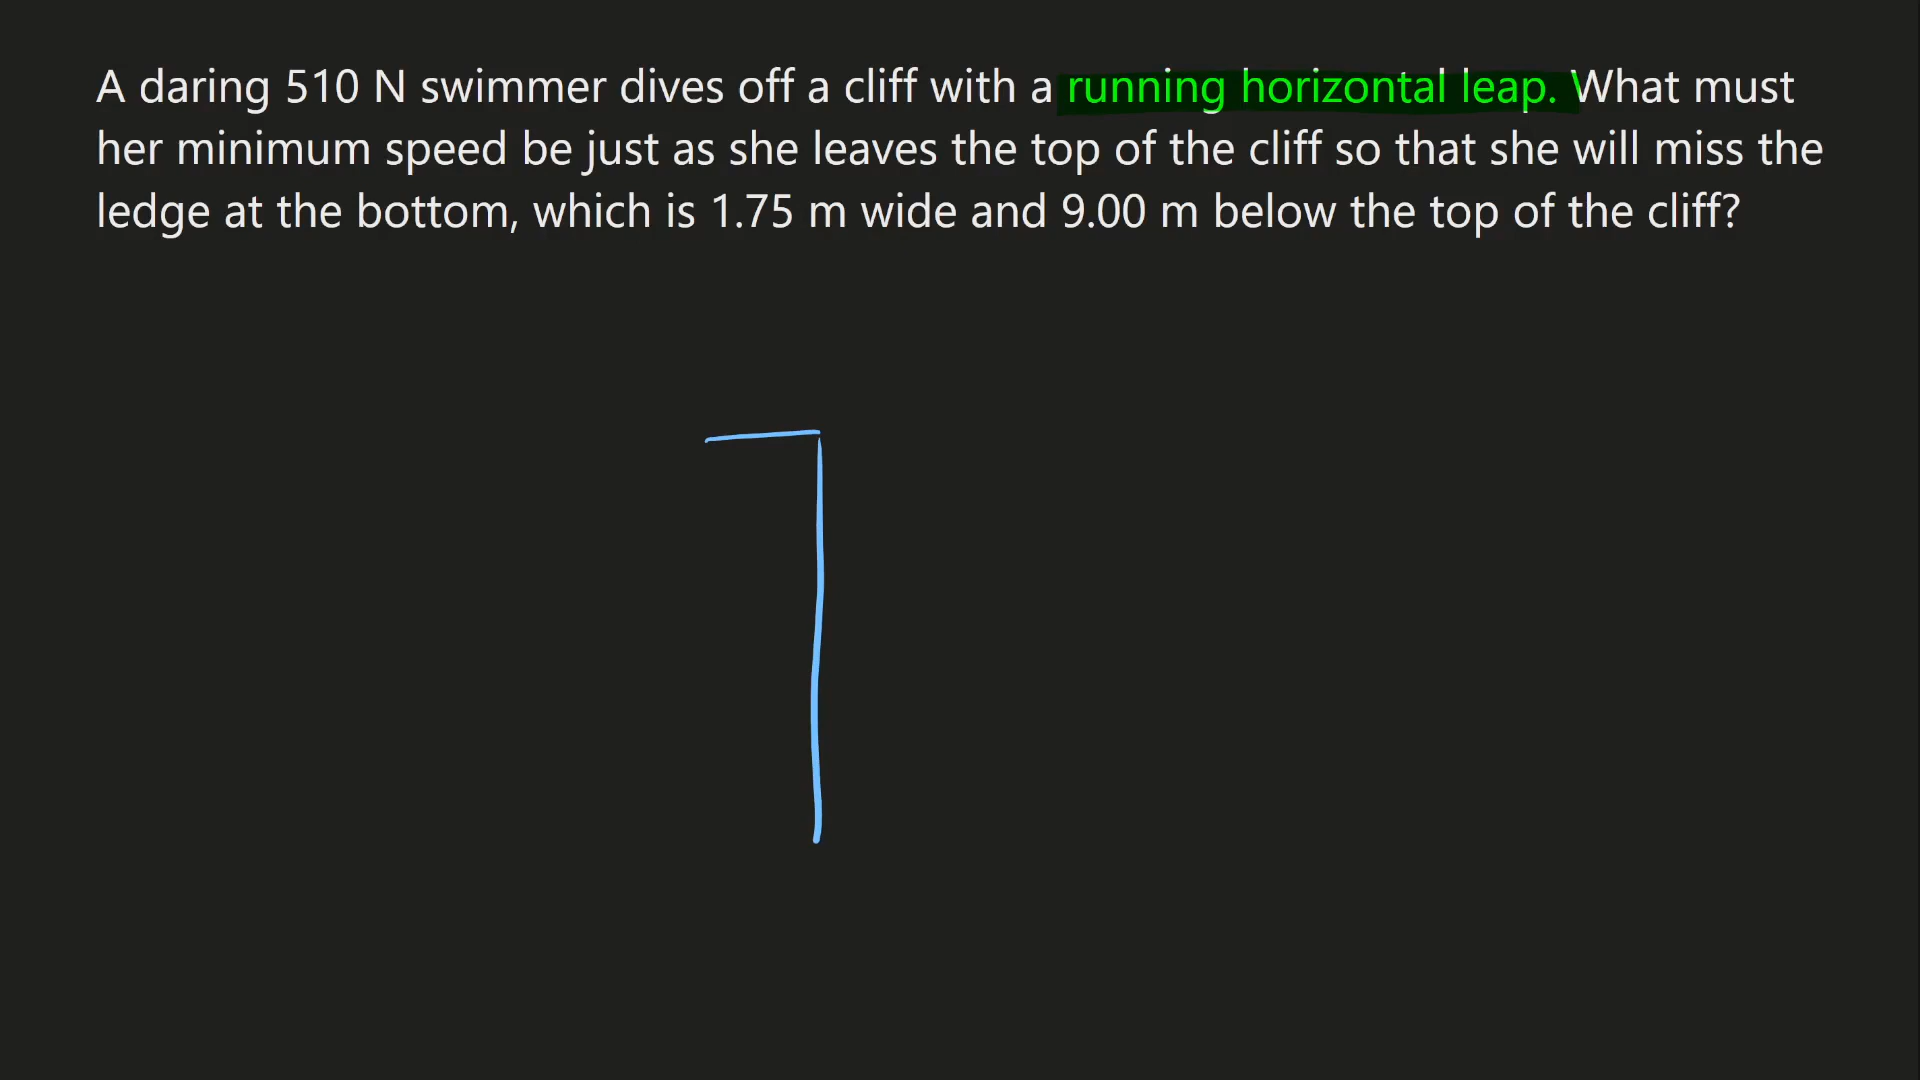 A daring 510 N swimmer dives off a cliff with a running horizontal leap. What must
her minimum speed be just as she leaves the top of the cliff so that she will miss the
ledge at the bottom, which is 1.75 m wide and 9.00 m below the top of the cliff?